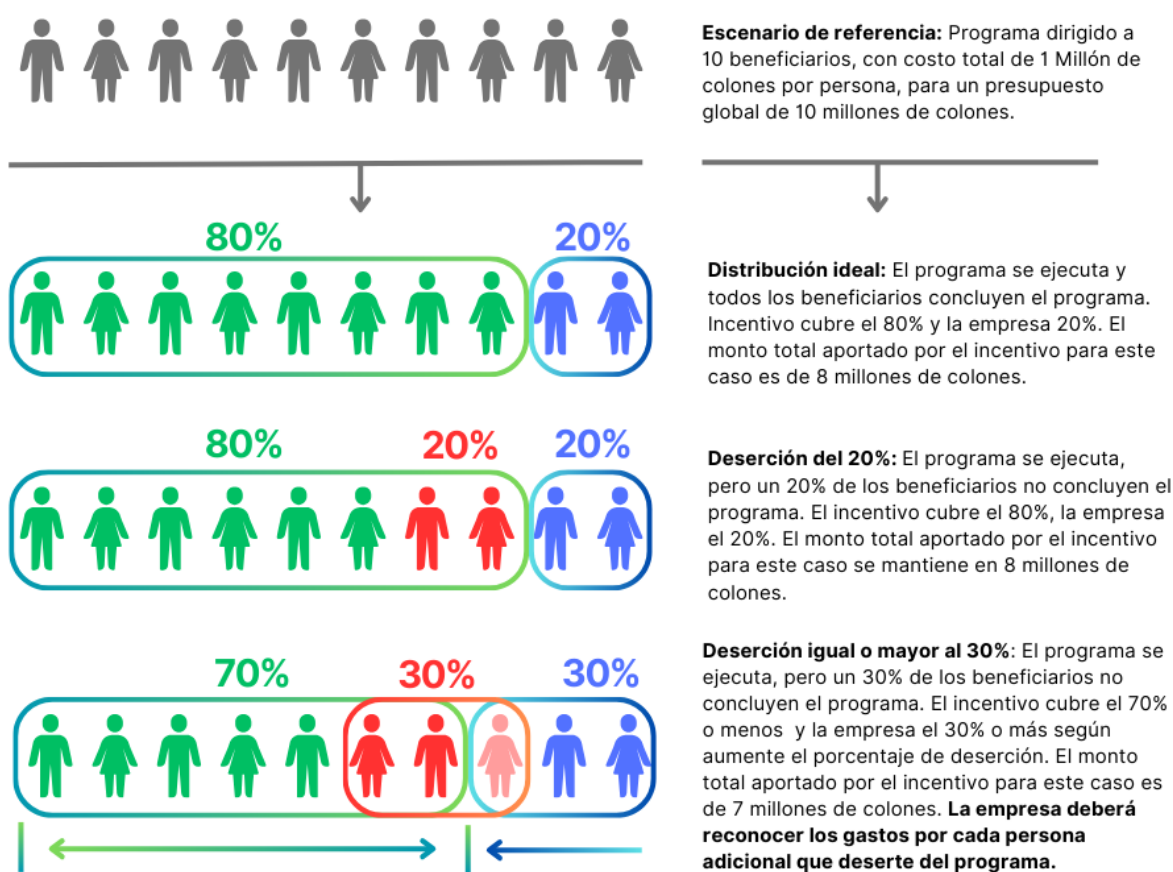 Escenario de referencia: Programa dirigido a
10 beneficiarios, con costo total de 1 Millón de
colones por persona, para un presupuesto
global de 10 millones de colones.
80%
20%
Distribución ideal: El programa se ejecuta y
todos los beneficiarios concluyen el programa.
Incentivo cubre el 80% y la empresa 20%. El
monto total aportado por el incentivo para este
caso es de 8 millones de colones.
80%
20%
20%
Deserción del 20%: El programa se ejecuta,
pero un 20% de los beneficiarios no concluyen el
programa. El incentivo cubre el 80%, la empresa
el 20%. El monto total aportado por el incentivo
para este caso se mantiene en 8 millones de
colones.
70%
30%
30%
Deserción igual o mayor al 30%: El programa se
ejecuta, pero un 30% de los beneficiarios no
concluyen el programa. El incentivo cubre el 70%
o menos y la empresa el 30% o más según
aumente el porcentaje de deserción. El monto
total aportado por el incentivo para este caso es
de 7 millones de colones. La empresa deberá
reconocer los gastos por cada persona
adicional que deserte del programa.